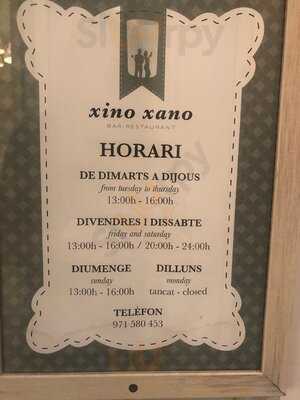 xino xano
BAR-RESTAURANT
HORARI
DE DIMARTS A DIJOUS
from tuesday to thursday
13:00h - 16:00h
DIVENDRES I DISSABTE
friday and saturday
13:00h - 16:00h / 20:00h - 24:00h
DIUMENGE
sunday
13:00h - 16:00h
DILLUNS
monday
tancat - closed
TELÈFON
971 580 453